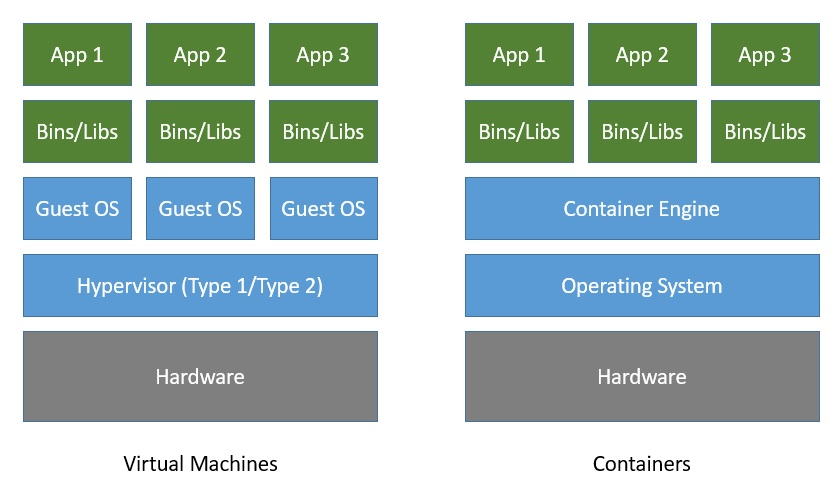 App 1
App 2
App 3
Bins/Libs
Bins/Libs
Bins/Libs
Guest OS
Guest OS
Guest OS
Hypervisor (Type 1/Type 2)
Hardware
Virtual Machines
App 1
App 2
App 3
Bins/Libs
Bins/Libs
Bins/Libs
Container Engine
Operating System
Hardware
Containers